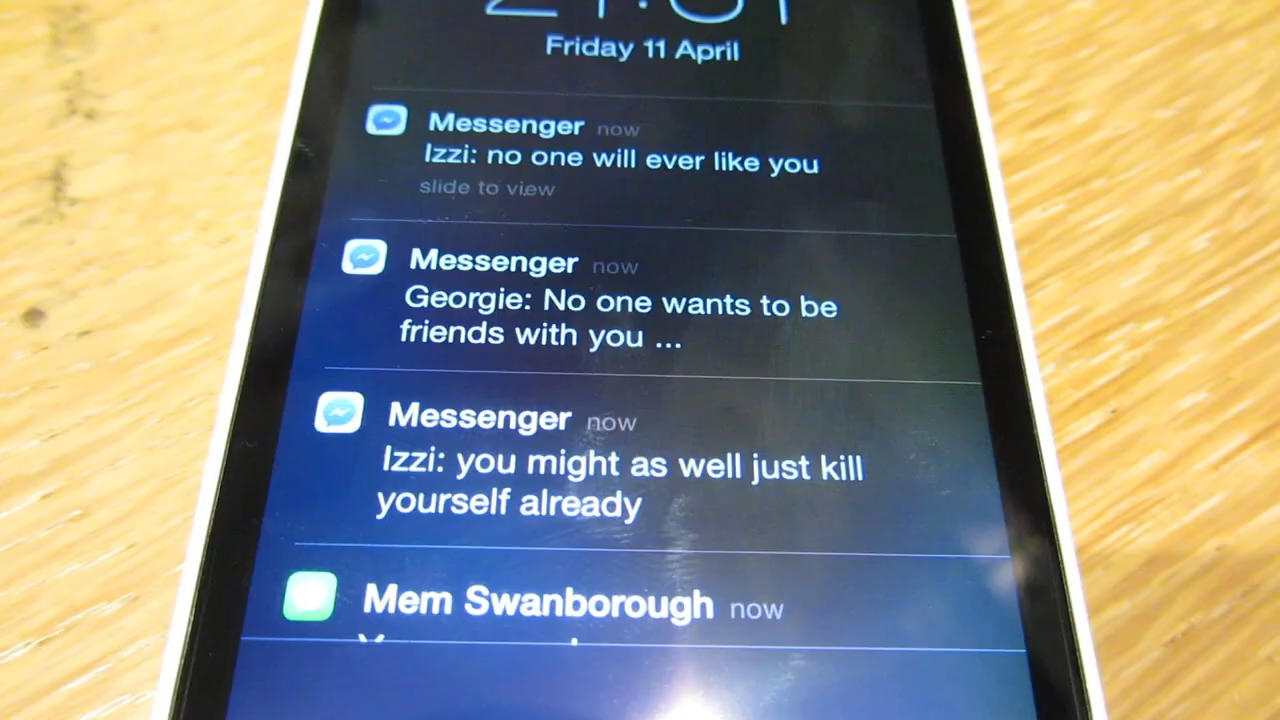 Friday 11 April
Messenger now
Izzi: no one will ever like you
slide to view
Messenger now
Georgie: No one wants to be
friends with you ...
Messenger now
Izzi: you might as well just kill
yourself already
Mem Swanborough now